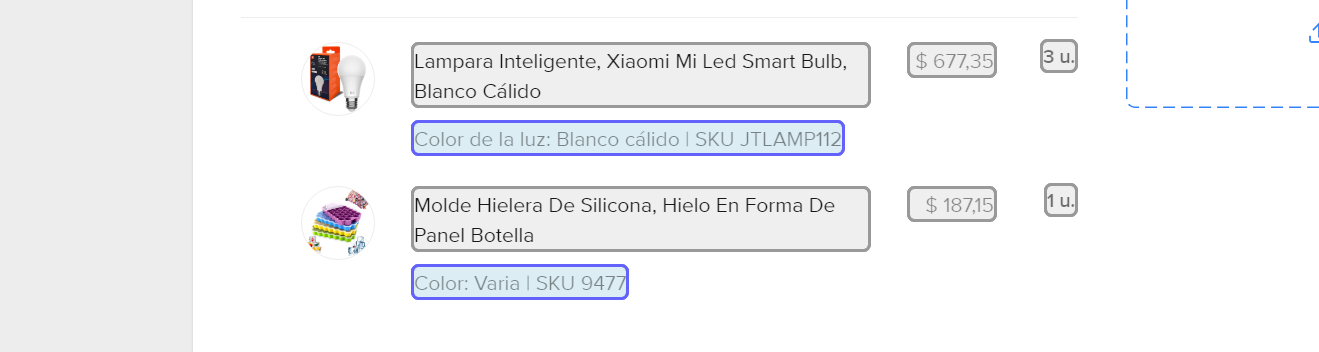 Lampara Inteligente, Xiaomi Mi Led Smart Bulb, $ 677,35 3 u.
Blanco Cálido
Color de la luz: Blanco cálido | SKU JTLAMP112
Molde Hielera De Silicona, Hielo En Forma De $ 187,15 1 u.
Panel Botella
Color: Varia | SKU 9477